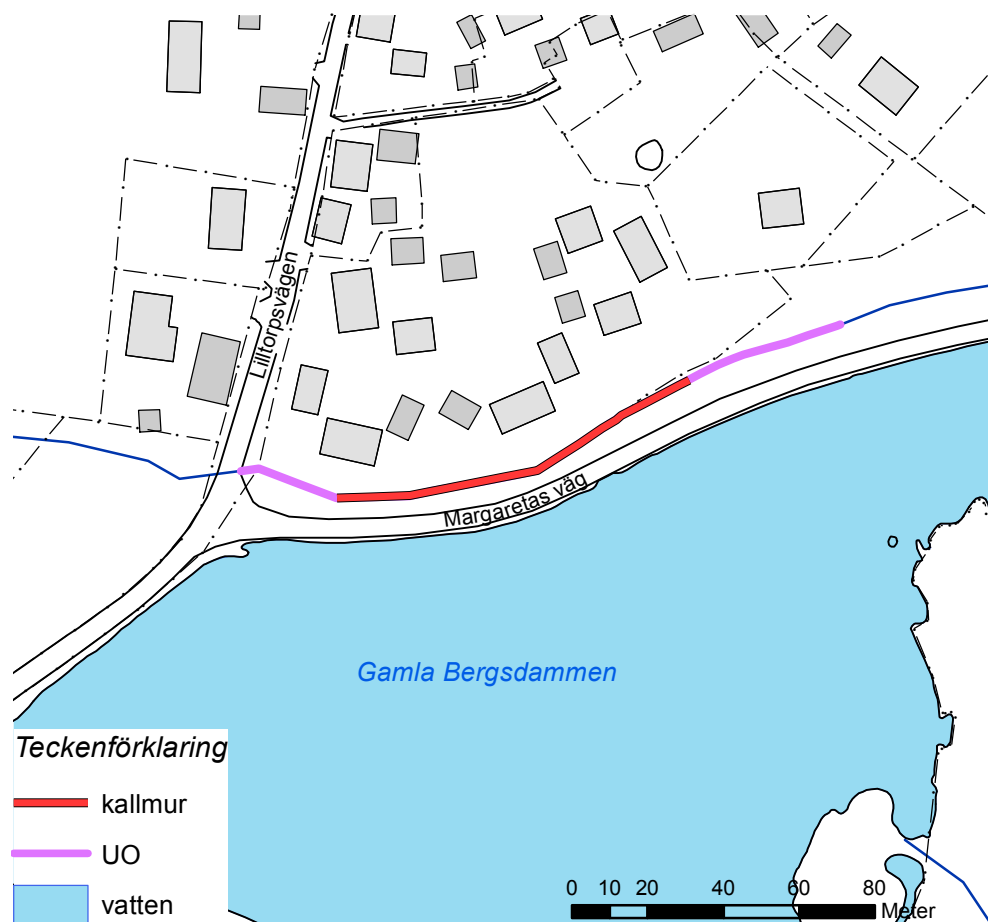 Lilltorpsvägen
Margaretas väg
Gamla Bergsdammen
Teckenförklaring
kallmur
UO
vatten
0 10 20 40 60 80
Meter